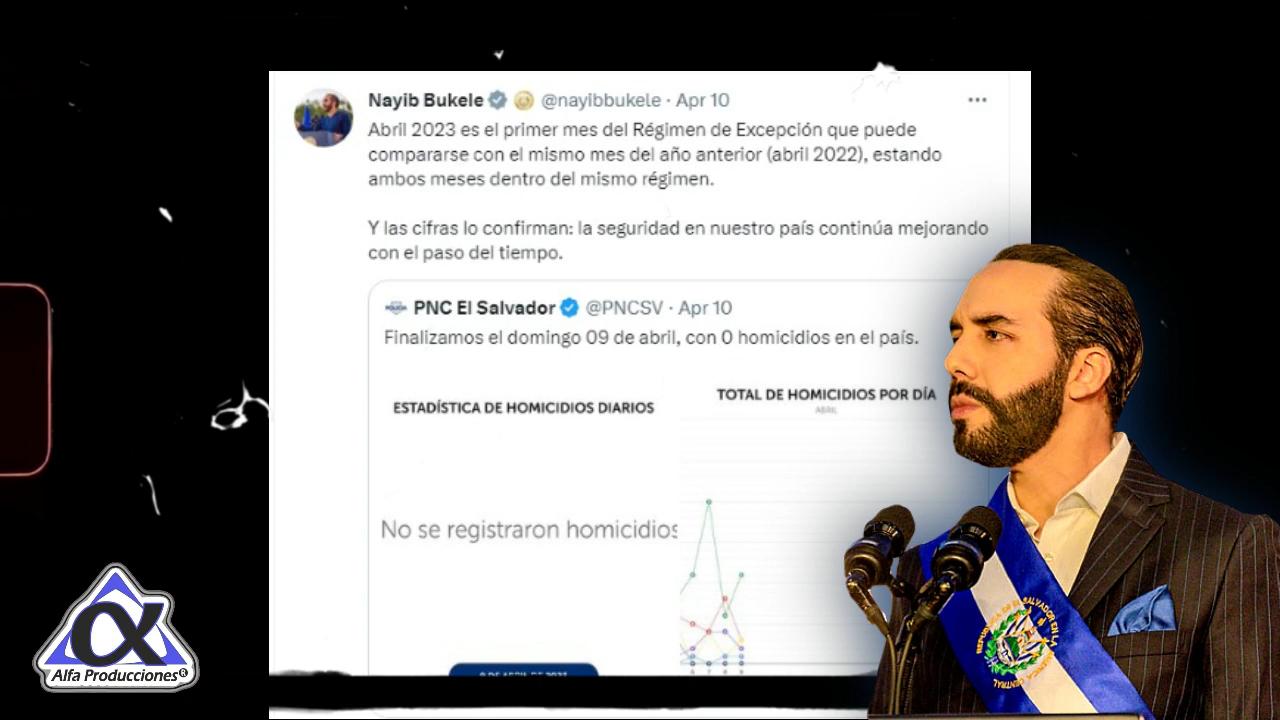 Nayib Bukele @nayibbukele · Apr 10
Abril 2023 es el primer mes del Régimen de Excepción que puede
compararse con el mismo mes del año anterior (abril 2022), estando
ambos meses dentro del mismo régimen.
Y las cifras lo confirman: la seguridad en nuestro país continúa mejorando
con el paso del tiempo.
PNC El Salvador @PNCSV · Apr 10
Finalizamos el domingo 09 de abril, con 0 homicidios en el país.
ESTADÍSTICA DE HOMICIDIOS DIARIOS
TOTAL DE HOMICIDIOS POR DÍA
ABRIL
No se registraron homicidios
α
Alfa Producciones®